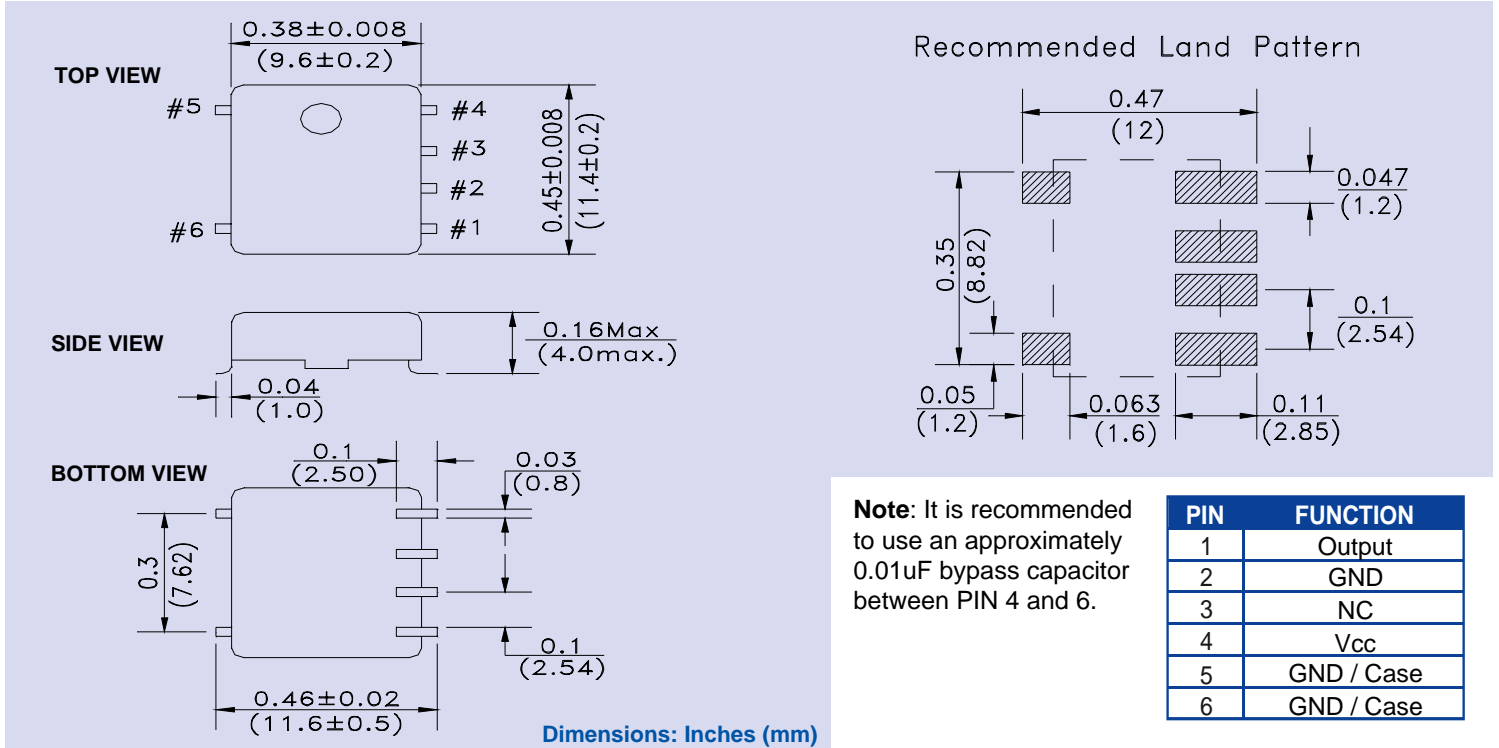 TOP VIEW
0.38±0.008
(9.6±0.2)
#5
#4
#3
#2
#6
#1
0.45±0.008
(11.4±0.2)
SIDE VIEW
0.16Max
(4.0max.)
0.04
(1.0)
BOTTOM VIEW
0.1
(2.50)
0.03
(0.8)
0.3
(7.62)
0.1
(2.54)
0.46±0.02
(11.6±0.5)
Dimensions: Inches (mm)
Recommended Land Pattern
0.47
(12)
0.047
(1.2)
0.35
(8.82)
0.1
(2.54)
0.05
(1.2)
0.063
(1.6)
0.11
(2.85)
Note: It is recommended
to use an approximately
0.01uF bypass capacitor
between PIN 4 and 6.
PIN FUNCTION
1 Output
2 GND
3 NC
4 Vcc
5 GND / Case
6 GND / Case